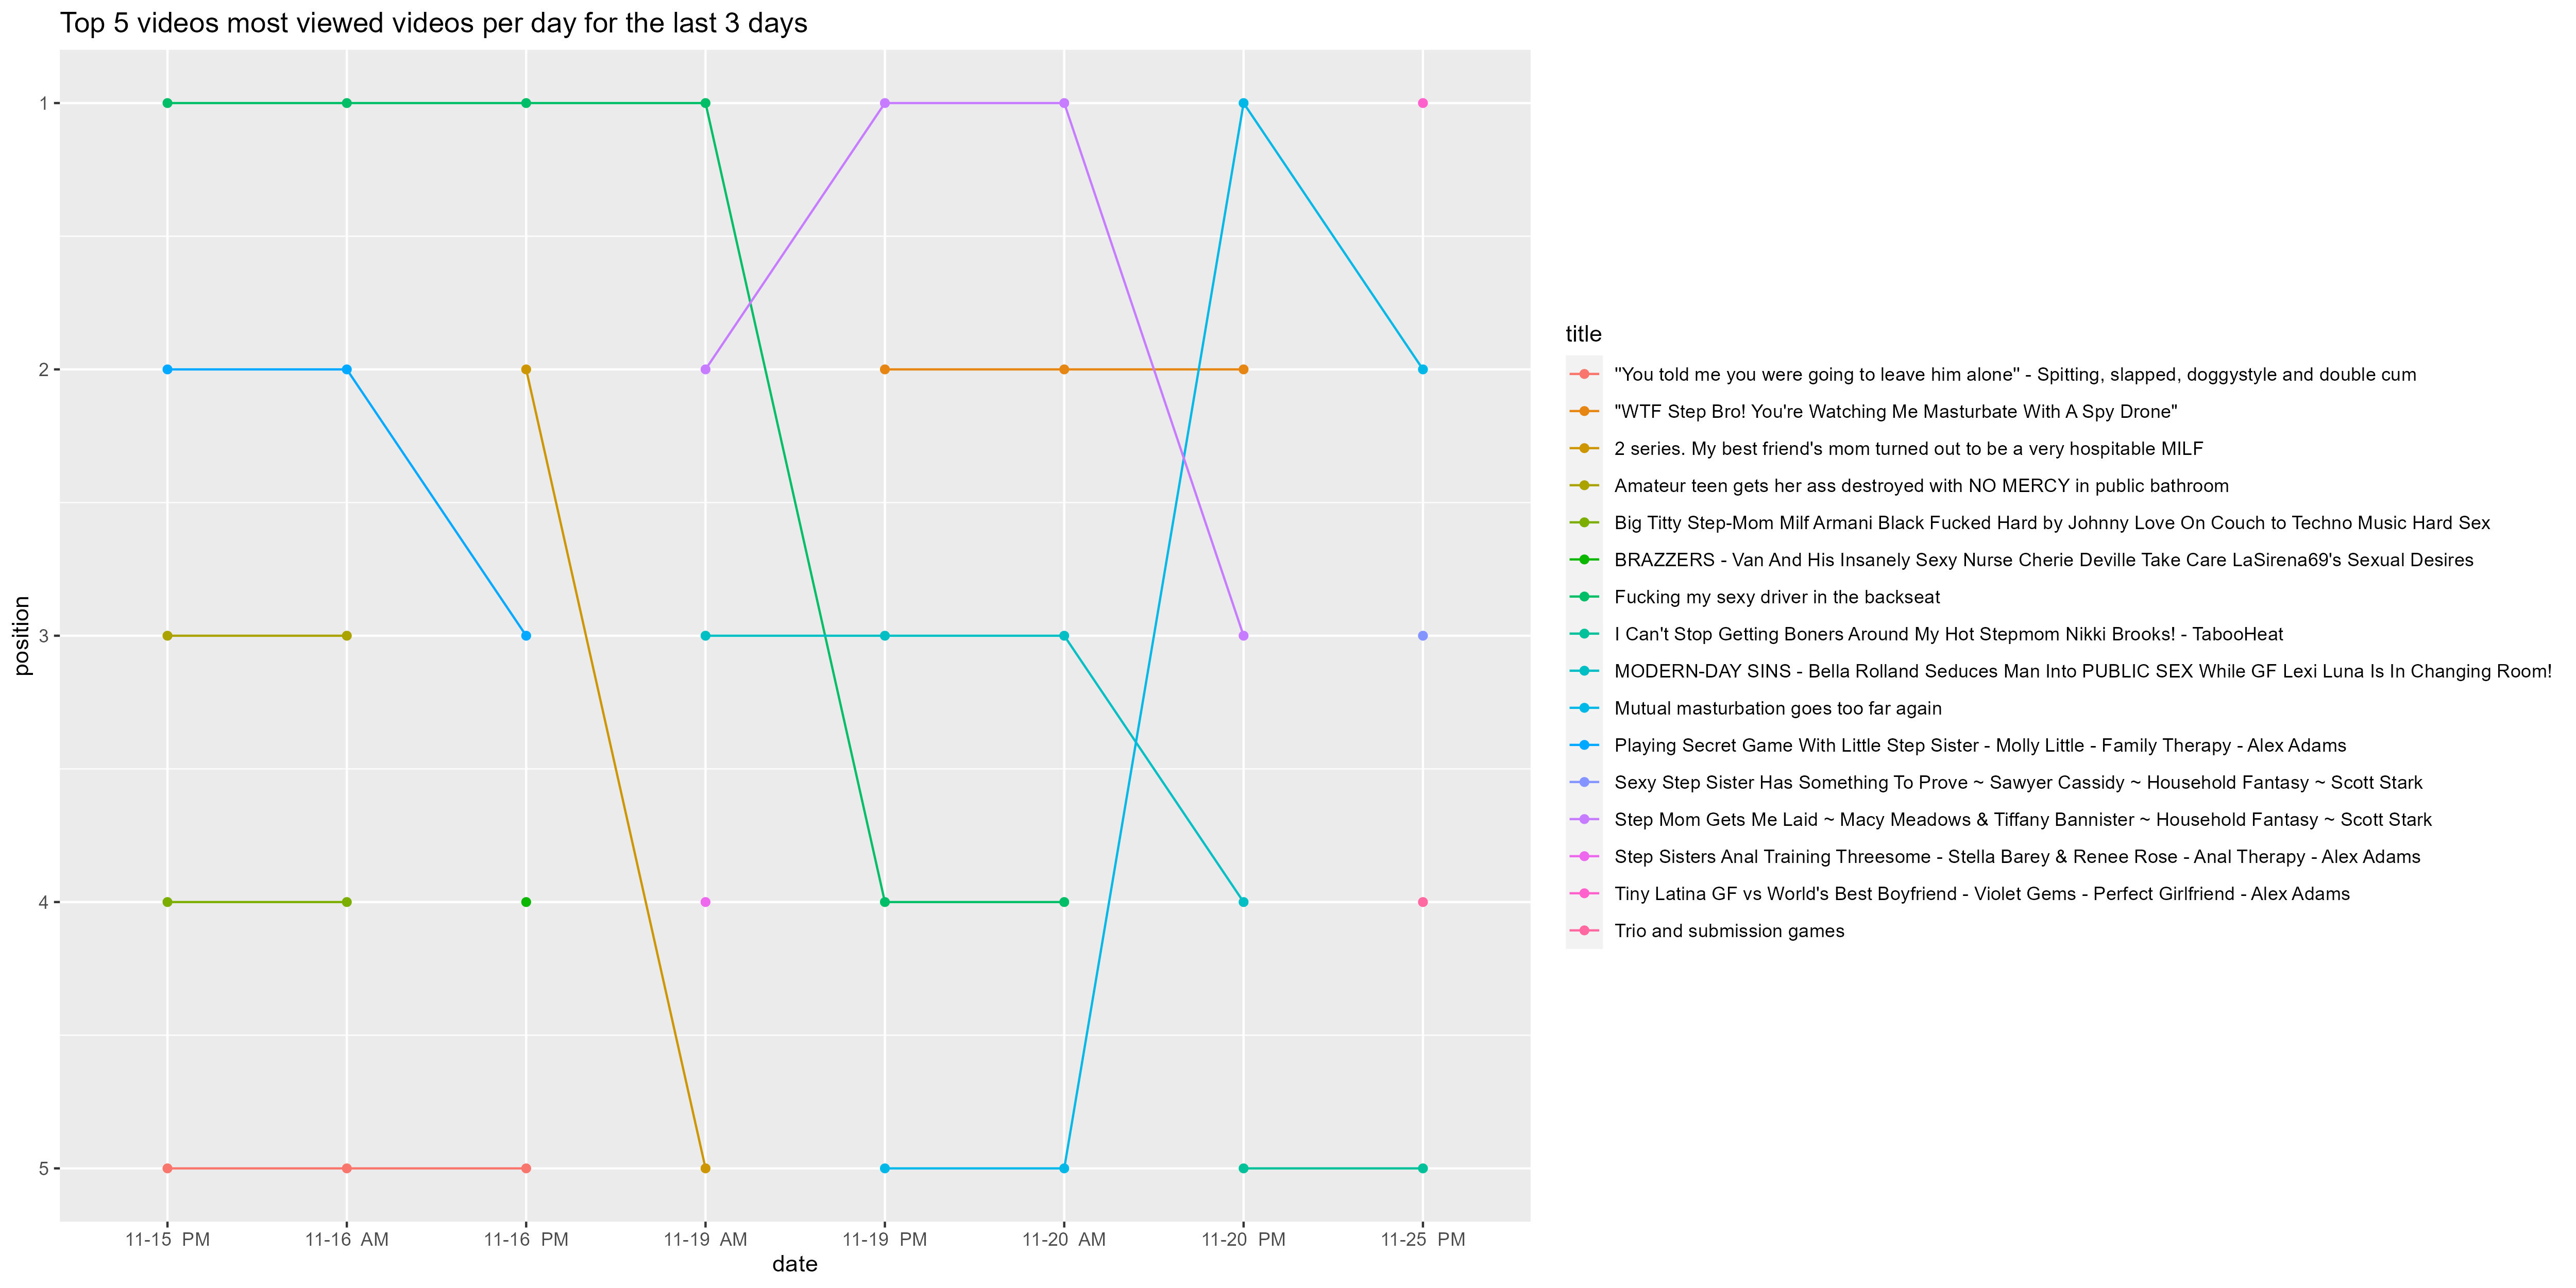 Top 5 videos most viewed videos per day for the last 3 days
position
1
2
3
4
5
11-15 PM
11-16 AM
11-16 PM
11-19 AM
11-19 PM
11-20 AM
11-20 PM
11-25 PM
date
title
"You told me you were going to leave him alone" - Spitting, slapped, doggystyle and double cum
"WTF Step Bro! You're Watching Me Masturbate With A Spy Drone"
2 series. My best friend's mom turned out to be a very hospitable MILF
Amateur teen gets her ass destroyed with NO MERCY in public bathroom
Big Titty Step-Mom Milf Armani Black Fucked Hard by Johnny Love On Couch to Techno Music Hard Sex
BRAZZERS - Van And His Insanely Sexy Nurse Cherie Deville Take Care LaSirena69's Sexual Desires
Fucking my sexy driver in the backseat
I Can't Stop Getting Boners Around My Hot Stepmom Nikki Brooks! - TabooHeat
MODERN-DAY SINS - Bella Rolland Seduces Man Into PUBLIC SEX While GF Lexi Luna Is In Changing Room!
Mutual masturbation goes too far again
Playing Secret Game With Little Step Sister - Molly Little - Family Therapy - Alex Adams
Sexy Step Sister Has Something To Prove ~ Sawyer Cassidy ~ Household Fantasy ~ Scott Stark
Step Mom Gets Me Laid ~ Macy Meadows & Tiffany Bannister ~ Household Fantasy ~ Scott Stark
Step Sisters Anal Training Threesome - Stella Barey & Renee Rose - Anal Therapy - Alex Adams
Tiny Latina GF vs World's Best Boyfriend - Violet Gems - Perfect Girlfriend - Alex Adams
Trio and submission games